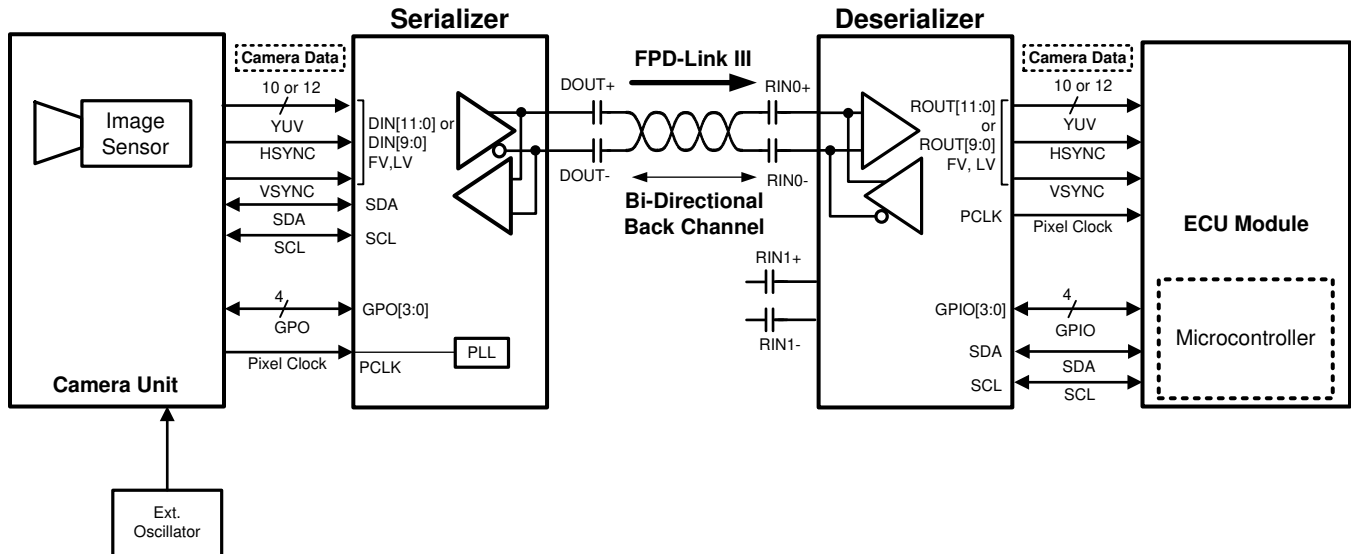 Serializer
Deserializer
Camera Data
FPD-Link III
Camera Data
10 or 12
YUV
HSYNC
VSYNC
SDA
SCL
4
GPO
Pixel Clock
Image
Sensor
Camera Unit
Ext.
Oscillator
DIN[11:0] or
DIN[9:0]
FV,LV
SDA
SCL
GPO[3:0]
PCLK
PLL
DOUT+
DOUT-
RIN0+
RIN0-
Bi-Directional
Back Channel
RIN1+
RIN1-
ROUT[11:0]
or
ROUT[9:0]
FV, LV
PCLK
GPIO[3:0]
SDA
SCL
10 or 12
YUV
HSYNC
VSYNC
Pixel Clock
4
GPIO
SDA
SCL
ECU Module
Microcontroller